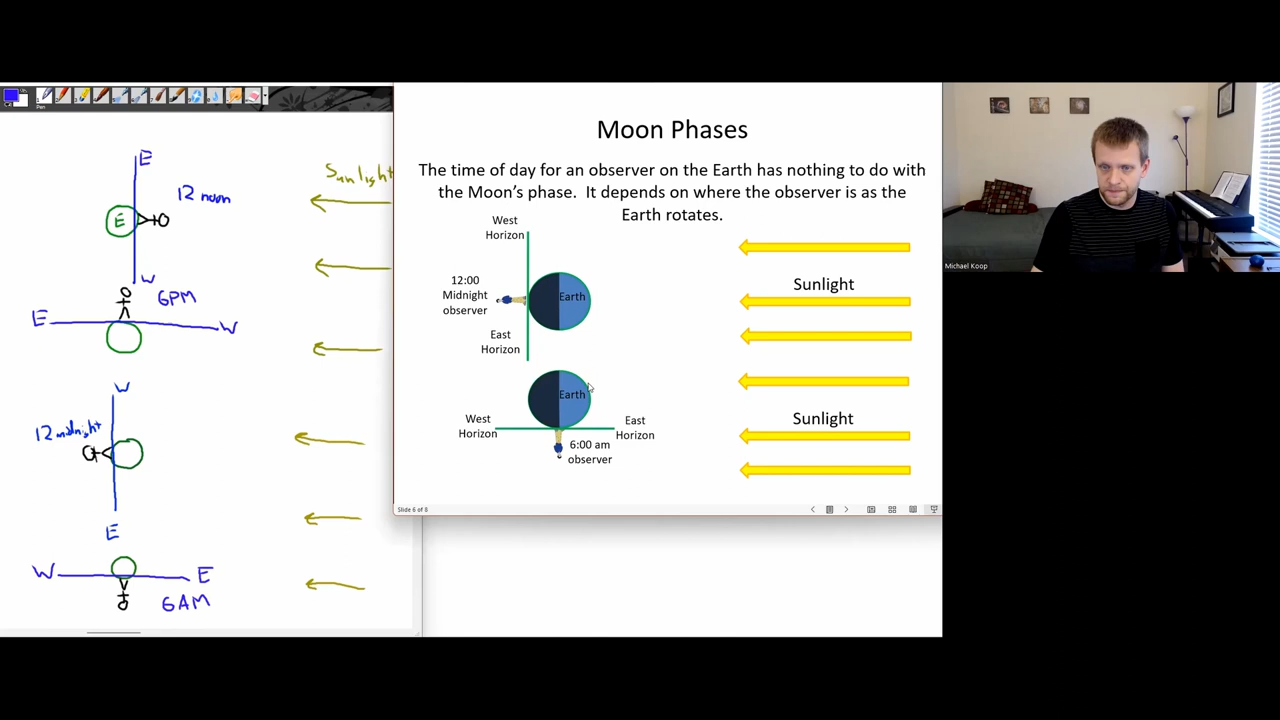 E
12 noon
Sunlight
E
W
6PM
E
W
W
12 midnight
E
W
E
6AM
Pen
Moon Phases
The time of day for an observer on the Earth has nothing to do with
the Moon's phase. It depends on where the observer is as the
Earth rotates.
West
Horizon
12:00
Midnight
observer
Earth
East
Horizon
Sunlight
Earth
West
Horizon
East
Horizon
6:00 am
observer
Sunlight
Slide 6 of 8
Michael Koop